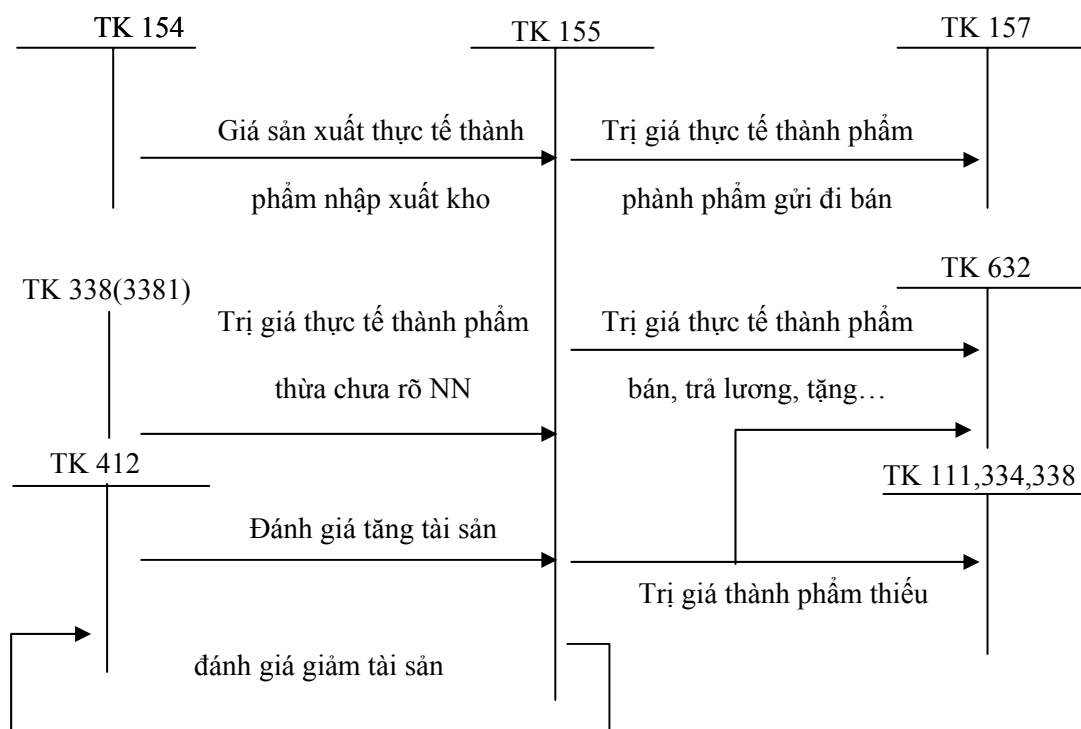 TK 154
TK 155
TK 157
Giá sản xuất thực tế thành
Trị giá thực tế thành phẩm
phẩm nhập xuất kho
phành phẩm gửi đi bán
TK 632
TK 338(3381)
Trị giá thực tế thành phẩm
Trị giá thực tế thành phẩm
thừa chưa rõ NN
bán, trả lương, tặng…
TK 412
TK 111,334,338
Đánh giá tăng tài sản
Trị giá thành phẩm thiếu
đánh giá giảm tài sản